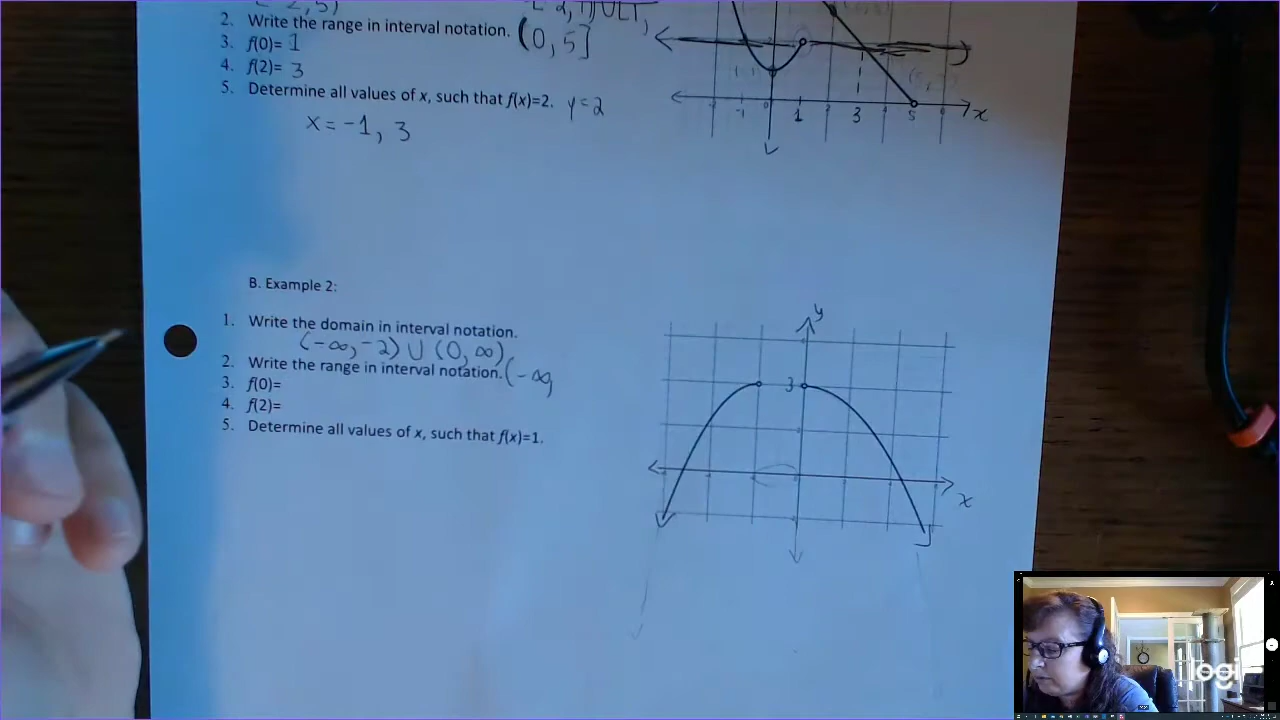 2. Write the range in interval notation. (0, 5]
3. f(0)= 1
4. f(2)= 3
5. Determine all values of x, such that f(x)=2. y=2
x = -1, 3
-1 0 1 3 5 x
B. Example 2:
1. Write the domain in interval notation.
(-∞, -2) ∪ (0, ∞)
2. Write the range in interval notation. (-∞,
3. f(0)=
4. f(2)=
5. Determine all values of x, such that f(x)=1.
y
3
x
logi